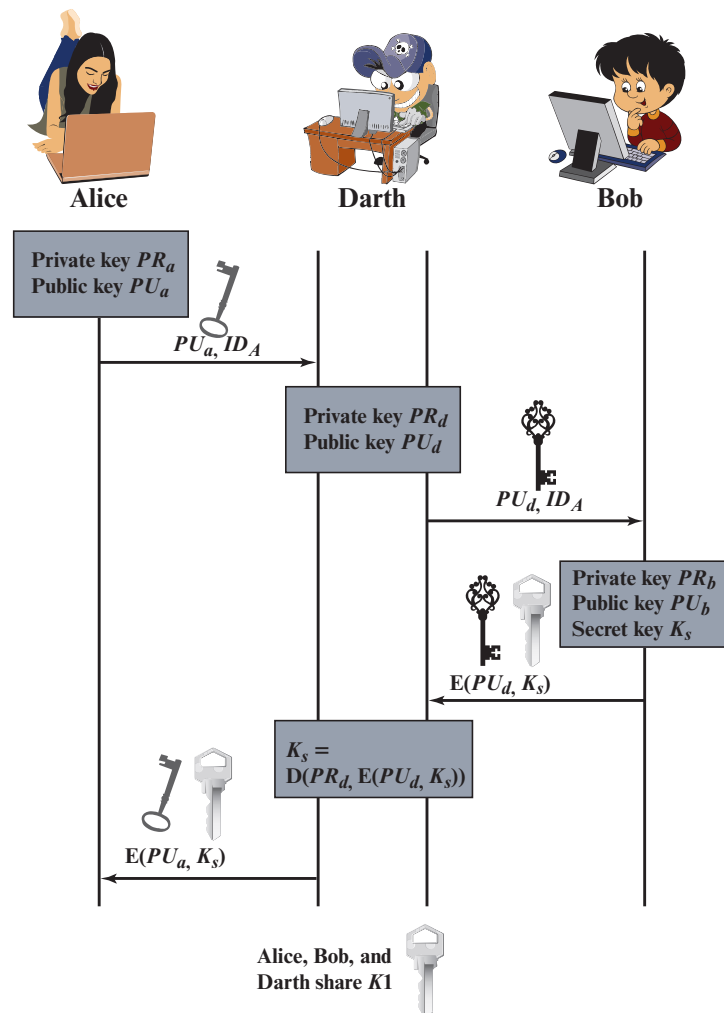 Alice
Darth
Bob
Private key PRa
Public key PUa
PUa, IDA
Private key PRd
Public key PUd
PUd, IDA
Private key PRb
Public key PUb
Secret key Ks
E(PUd, Ks)
Ks =
D(PRd, E(PUd, Ks))
E(PUa, Ks)
Alice, Bob, and
Darth share K1